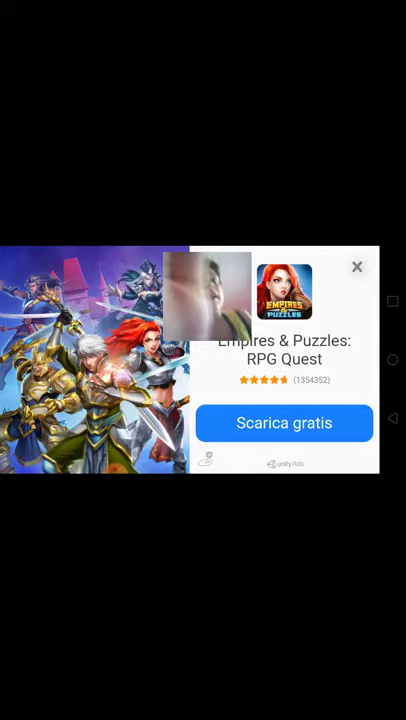 EMPIRES
&
PUZZLES
Empires & Puzzles:
RPG Quest
(1354352)
Scarica gratis
unity Ads